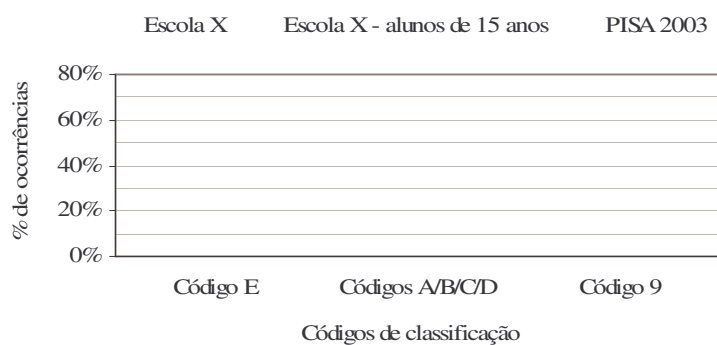 Escola X Escola X - alunos de 15 anos PISA 2003
80%
60%
40%
20%
0%
% de ocorrências
Código E Códigos A/B/C/D Código 9
Códigos de classificação